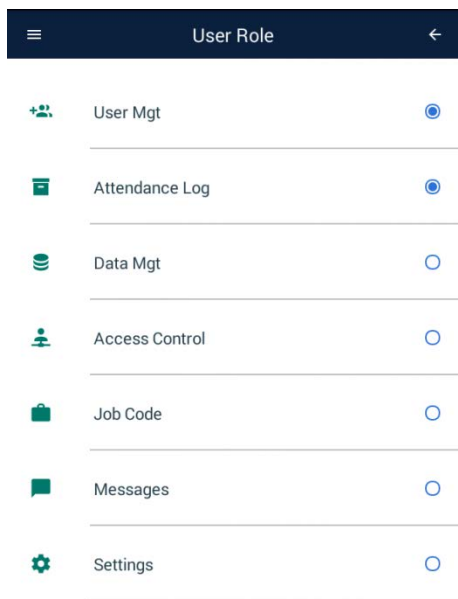 User Role
User Mgt
Attendance Log
Data Mgt
Access Control
Job Code
Messages
Settings